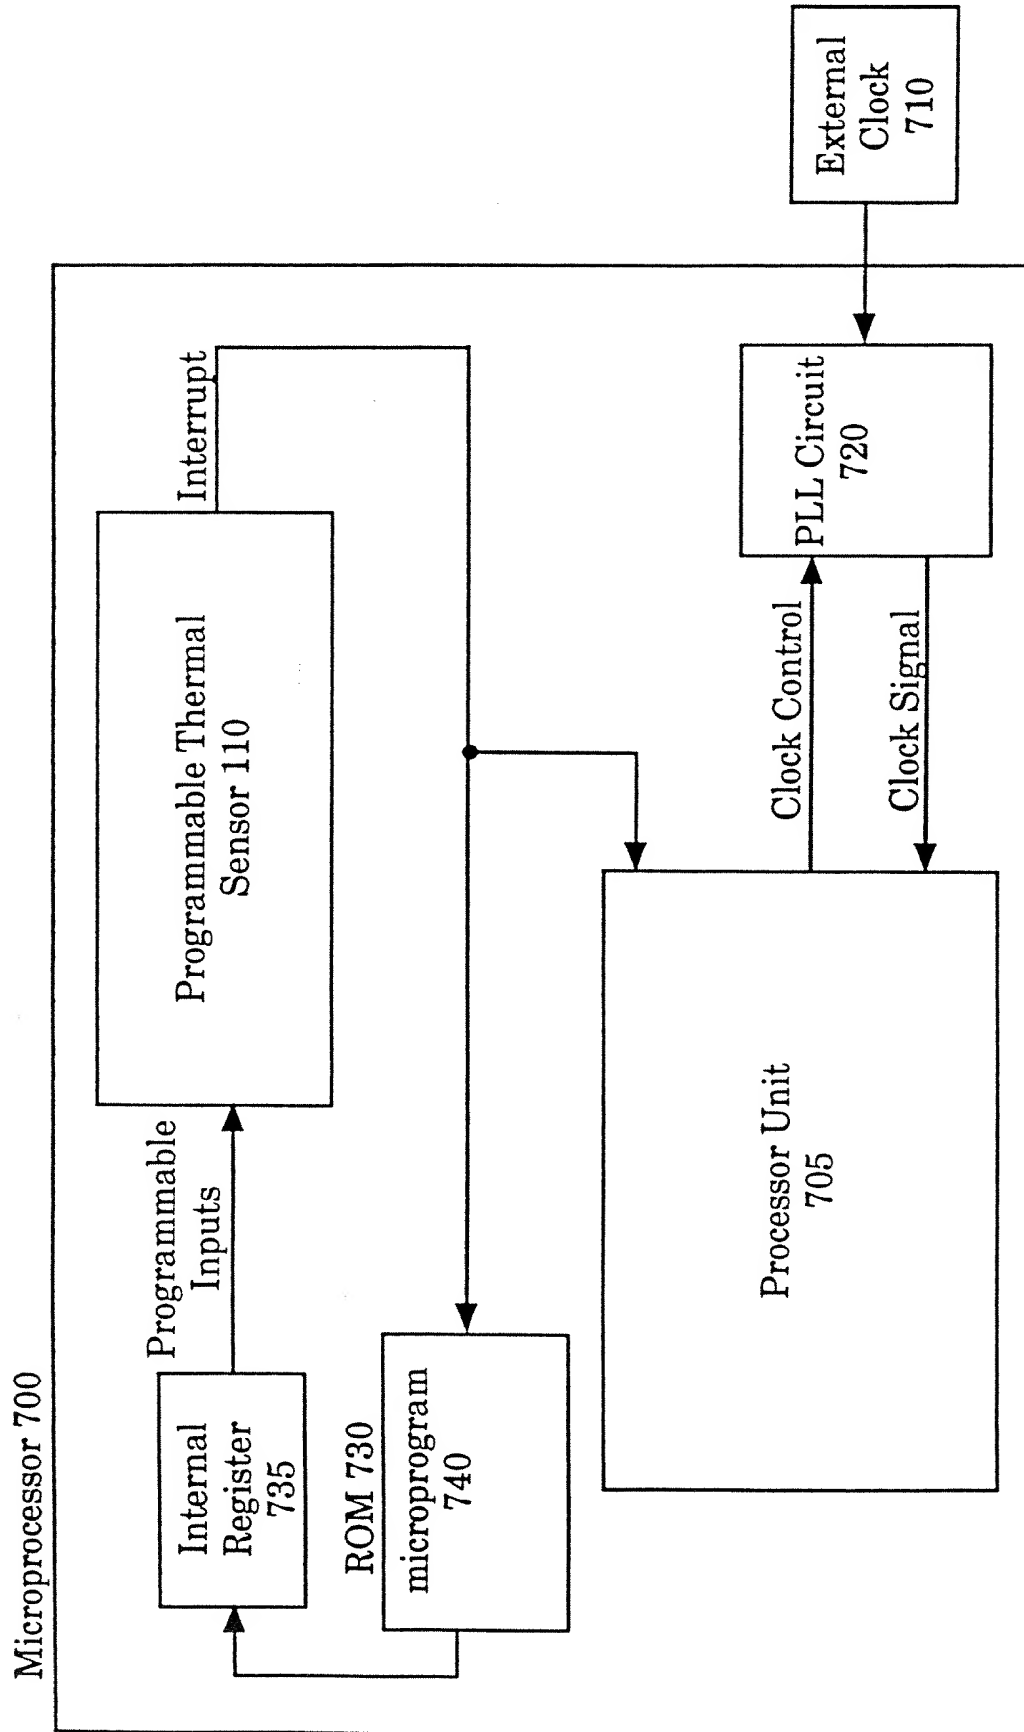 Microprocessor 700
Internal
Register
735
Programmable
Inputs
Programmable Thermal
Sensor 110
Interrupt
ROM 730
microprogram
740
Processor Unit
705
Clock Control
Clock Signal
PLL Circuit
720
External
Clock
710